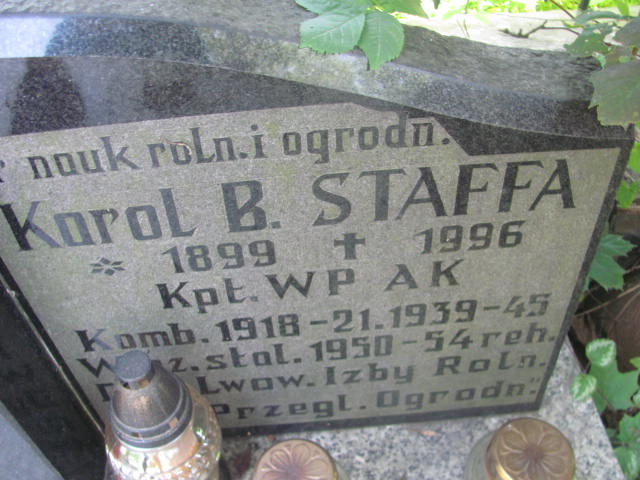 nauk roln. i ogrodn.
Karol B. STAFFA
* 1899 † 1996
Kpt. WP AK
Komb. 1918-21. 1939-45
stal. 1950-54 reh.
Lwow. Izby Roln.
Przegl. Ogrodn."